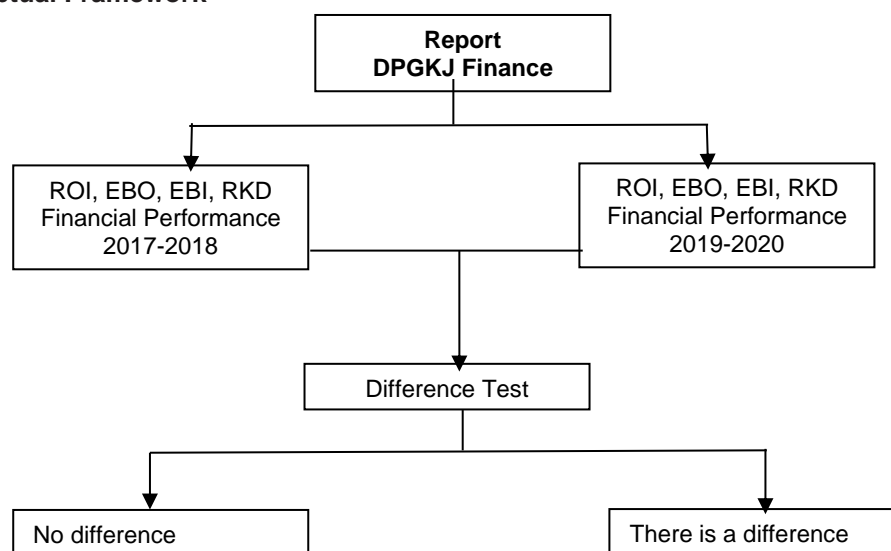 Report
DPGKJ Finance
ROI, EBO, EBI, RKD
Financial Performance
2017-2018
ROI, EBO, EBI, RKD
Financial Performance
2019-2020
Difference Test
No difference
There is a difference